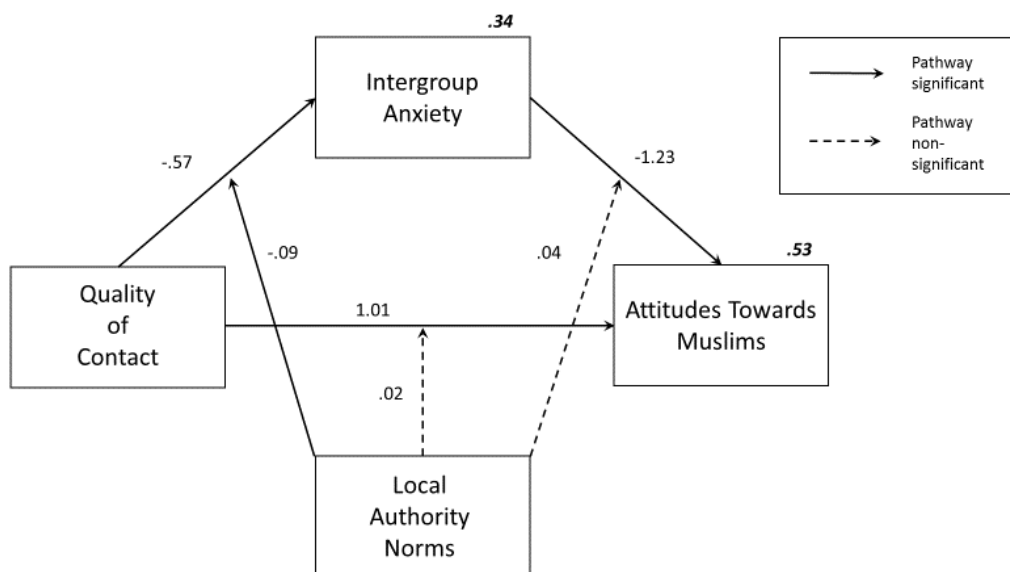 .34
Intergroup
Anxiety
Pathway
significant
Pathway
non-
significant
-.57
-1.23
-.09
.04
.53
Quality
of
Contact
1.01
Attitudes Towards
Muslims
.02
Local
Authority
Norms